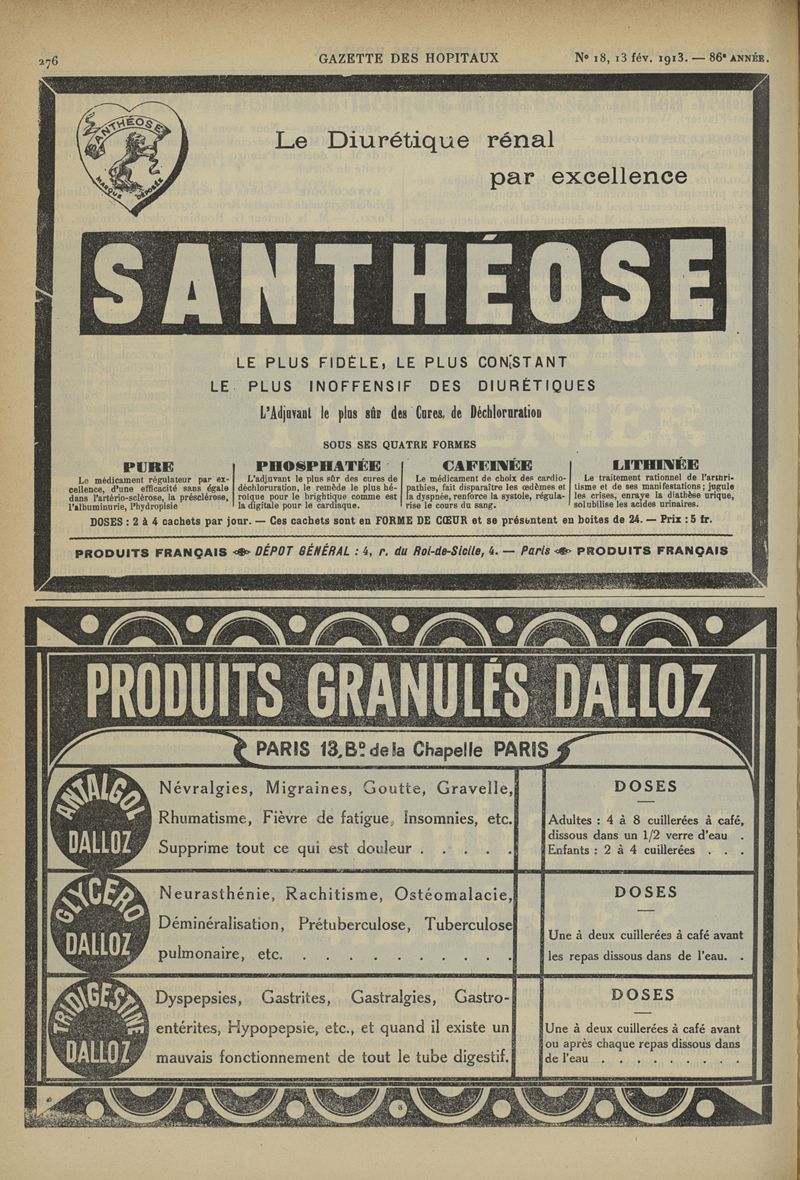 276
GAZETTE DES HOPITAUX
Nº 18, 13 fév. 1913. — 86e ANNÉE.
SANTHÉOSE
MARQUE DÉPOSÉE
Le Diurétique rénal
par excellence
SANTHÉOSE
LE PLUS FIDÈLE, LE PLUS CONSTANT
LE PLUS INOFFENSIF DES DIURÉTIQUES
L'Adjuvant le plus sûr des Cures, de Déchloruration
SOUS SES QUATRE FORMES
PURE
Le médicament régulateur par ex-
cellence, d'une efficacité sans égale
dans l'artério-sclérose, la présclérose,
l'albuminurie, l'hydropisie
PHOSPHATÉE
L'adjuvant le plus sûr des cures de
déchloruration, le remède le plus hé-
roïque pour le brightique comme est
la digitale pour le cardiaque.
CAFÉINÉE
Le médicament de choix des cardio-
pathies, fait disparaître les œdèmes et
la dyspnée, renforce la systole, régula-
rise le cours du sang.
LITHINÉE
Le traitement rationnel de l'arthri-
tisme et de ses manifestations ; jugule
les crises, enraye la diathèse urique,
solubilise les acides urinaires.
DOSES : 2 à 4 cachets par jour. — Ces cachets sont en FORME DE CŒUR et se présentent en boites de 24. — Prix : 5 fr.
PRODUITS FRANÇAIS DÉPOT GÉNÉRAL : 4, r. du Roi-de-Sicile, 4. — Paris PRODUITS FRANÇAIS
PRODUITS GRANULÉS DALLOZ
PARIS 13, Bd de la Chapelle PARIS
ANTALGOL
DALLOZ
Névralgies, Migraines, Goutte, Gravelle,
Rhumatisme, Fièvre de fatigue, Insomnies, etc.
Supprime tout ce qui est douleur . . . . .
DOSES
Adultes : 4 à 8 cuillerées à café,
dissous dans un 1/2 verre d'eau .
Enfants : 2 à 4 cuillerées . . .
GLYCERO
DALLOZ
Neurasthénie, Rachitisme, Ostéomalacie,
Déminéralisation, Prétuberculose, Tuberculose
pulmonaire, etc. . . . . . . . . . .
DOSES
Une à deux cuillerées à café avant
les repas dissous dans de l'eau. .
TRIDIGESTINE
DALLOZ
Dyspepsies, Gastrites, Gastralgies, Gastro-
entérites, Hypopepsie, etc., et quand il existe un
mauvais fonctionnement de tout le tube digestif.
DOSES
Une à deux cuillerées à café avant
ou après chaque repas dissous dans
de l'eau . . . . . . . . .